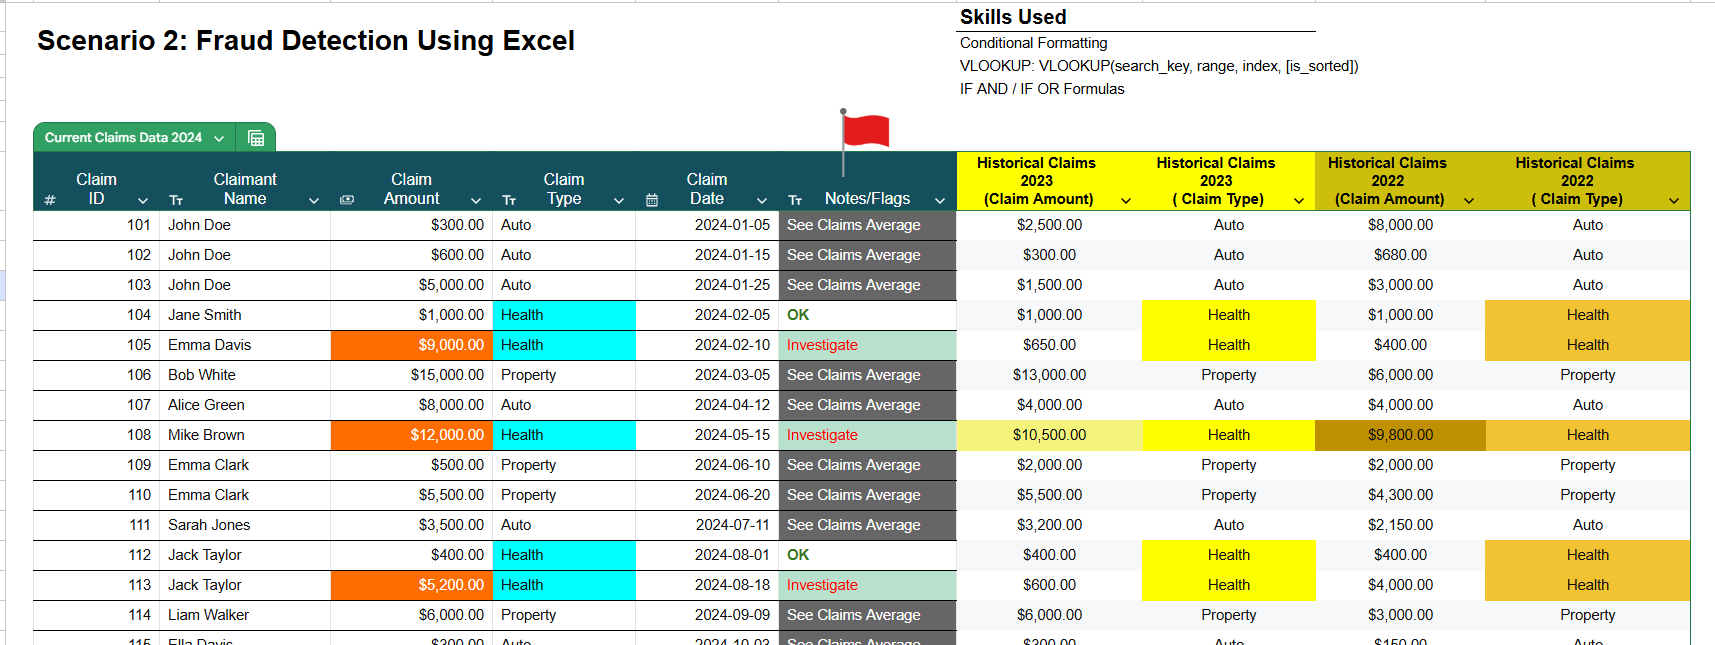 Skills Used
Scenario 2: Fraud Detection Using Excel
Conditional Formatting
VLOOKUP: VLOOKUP(search_key, range, index, [is_sorted])
IF AND / IF OR Formulas
Current Claims Data 2024
# Claim ID Tт Claimant Name Claim Amount Tт Claim Type Claim Date Tт Notes/Flags Historical Claims 2023 (Claim Amount) Historical Claims 2023 ( Claim Type) Historical Claims 2022 (Claim Amount) Historical Claims 2022 ( Claim Type)
101 John Doe $300.00 Auto 2024-01-05 See Claims Average $2,500.00 Auto $8,000.00 Auto
102 John Doe $600.00 Auto 2024-01-15 See Claims Average $300.00 Auto $680.00 Auto
103 John Doe $5,000.00 Auto 2024-01-25 See Claims Average $1,500.00 Auto $3,000.00 Auto
104 Jane Smith $1,000.00 Health 2024-02-05 OK $1,000.00 Health $1,000.00 Health
105 Emma Davis $9,000.00 Health 2024-02-10 Investigate $650.00 Health $400.00 Health
106 Bob White $15,000.00 Property 2024-03-05 See Claims Average $13,000.00 Property $6,000.00 Property
107 Alice Green $8,000.00 Auto 2024-04-12 See Claims Average $4,000.00 Auto $4,000.00 Auto
108 Mike Brown $12,000.00 Health 2024-05-15 Investigate $10,500.00 Health $9,800.00 Health
109 Emma Clark $500.00 Property 2024-06-10 See Claims Average $2,000.00 Property $2,000.00 Property
110 Emma Clark $5,500.00 Property 2024-06-20 See Claims Average $5,500.00 Property $4,300.00 Property
111 Sarah Jones $3,500.00 Auto 2024-07-11 See Claims Average $3,200.00 Auto $2,150.00 Auto
112 Jack Taylor $400.00 Health 2024-08-01 OK $400.00 Health $400.00 Health
113 Jack Taylor $5,200.00 Health 2024-08-18 Investigate $600.00 Health $4,000.00 Health
114 Liam Walker $6,000.00 Property 2024-09-09 See Claims Average $6,000.00 Property $3,000.00 Property
115 Ella Davis $300.00 Auto 2024-10-03 See Claims Average $300.00 Auto $150.00 Auto